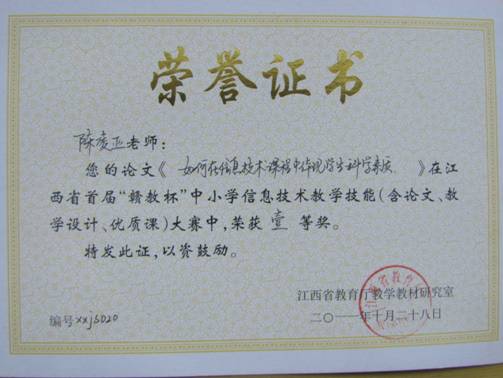 荣誉证书
陈凌正老师：
您的论文《如何在信息技术课程中体现学生科学素质》在江
西省首届“赣教杯”中小学信息技术教学技能（含论文、教
学设计、优质课）大赛中，荣获 壹 等奖。
特发此证，以资鼓励。
江西省教育厅教学教材研究室
编号xxjs020
二〇一一年十月二十八日